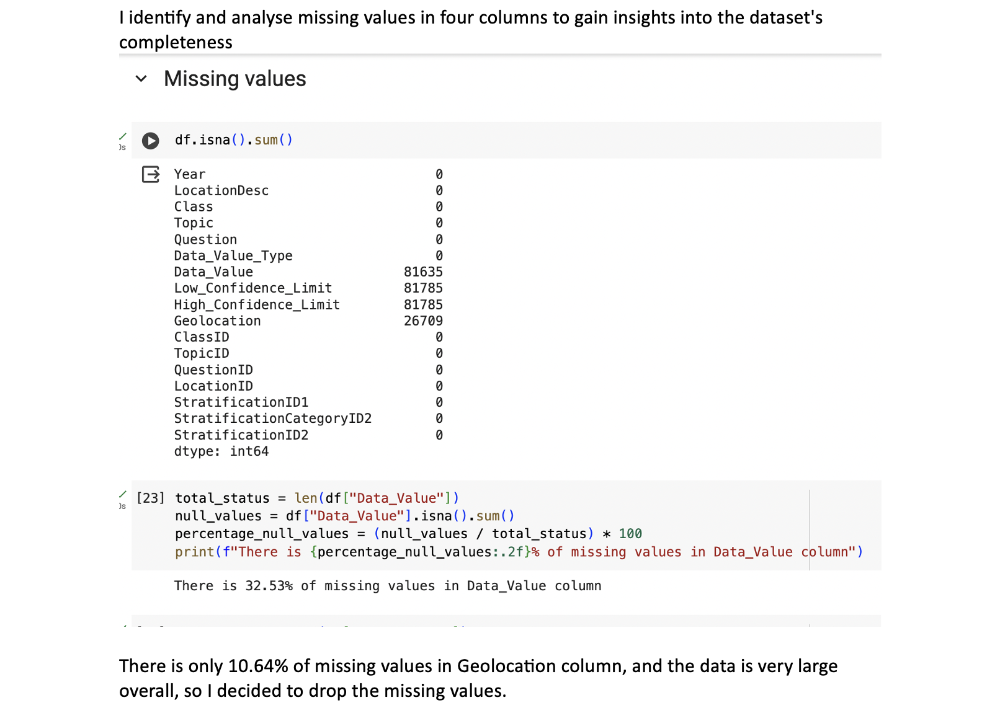 I identify and analyse missing values in four columns to gain insights into the dataset's
completeness
Missing values
0s
df.isna().sum()
Year 0
LocationDesc 0
Class 0
Topic 0
Question 0
Data_Value_Type 0
Data_Value 81635
Low_Confidence_Limit 81785
High_Confidence_Limit 81785
Geolocation 26709
ClassID 0
TopicID 0
QuestionID 0
LocationID 0
StratificationID1 0
StratificationCategoryID2 0
StratificationID2 0
dtype: int64
[23] total_status = len(df["Data_Value"])
0s
null_values = df["Data_Value"].isna().sum()
percentage_null_values = (null_values / total_status) * 100
print(f"There is {percentage_null_values:.2f}% of missing values in Data_Value column")
There is 32.53% of missing values in Data_Value column
There is only 10.64% of missing values in Geolocation column, and the data is very large
overall, so I decided to drop the missing values.